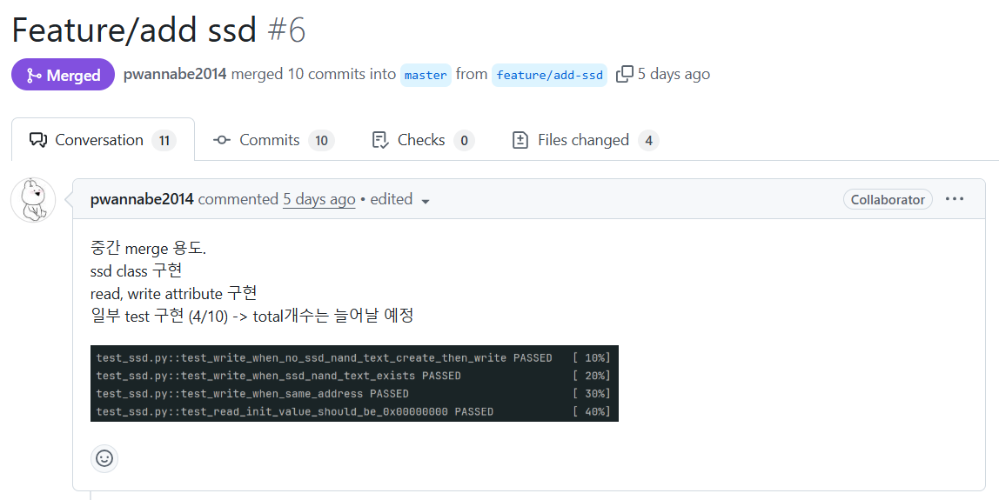 Feature/add ssd #6
Merged pwannabe2014 merged 10 commits into master from feature/add-ssd 5 days ago
Conversation 11 Commits 10 Checks 0 Files changed 4
pwannabe2014 commented 5 days ago • edited Collaborator
중간 merge 용도.
ssd class 구현
read, write attribute 구현
일부 test 구현 (4/10) -> total개수는 늘어날 예정
test_ssd.py::test_write_when_no_ssd_nand_text_create_then_write PASSED [ 10%]
test_ssd.py::test_write_when_ssd_nand_text_exists PASSED [ 20%]
test_ssd.py::test_write_when_same_address PASSED [ 30%]
test_ssd.py::test_read_init_value_should_be_0x00000000 PASSED [ 40%]